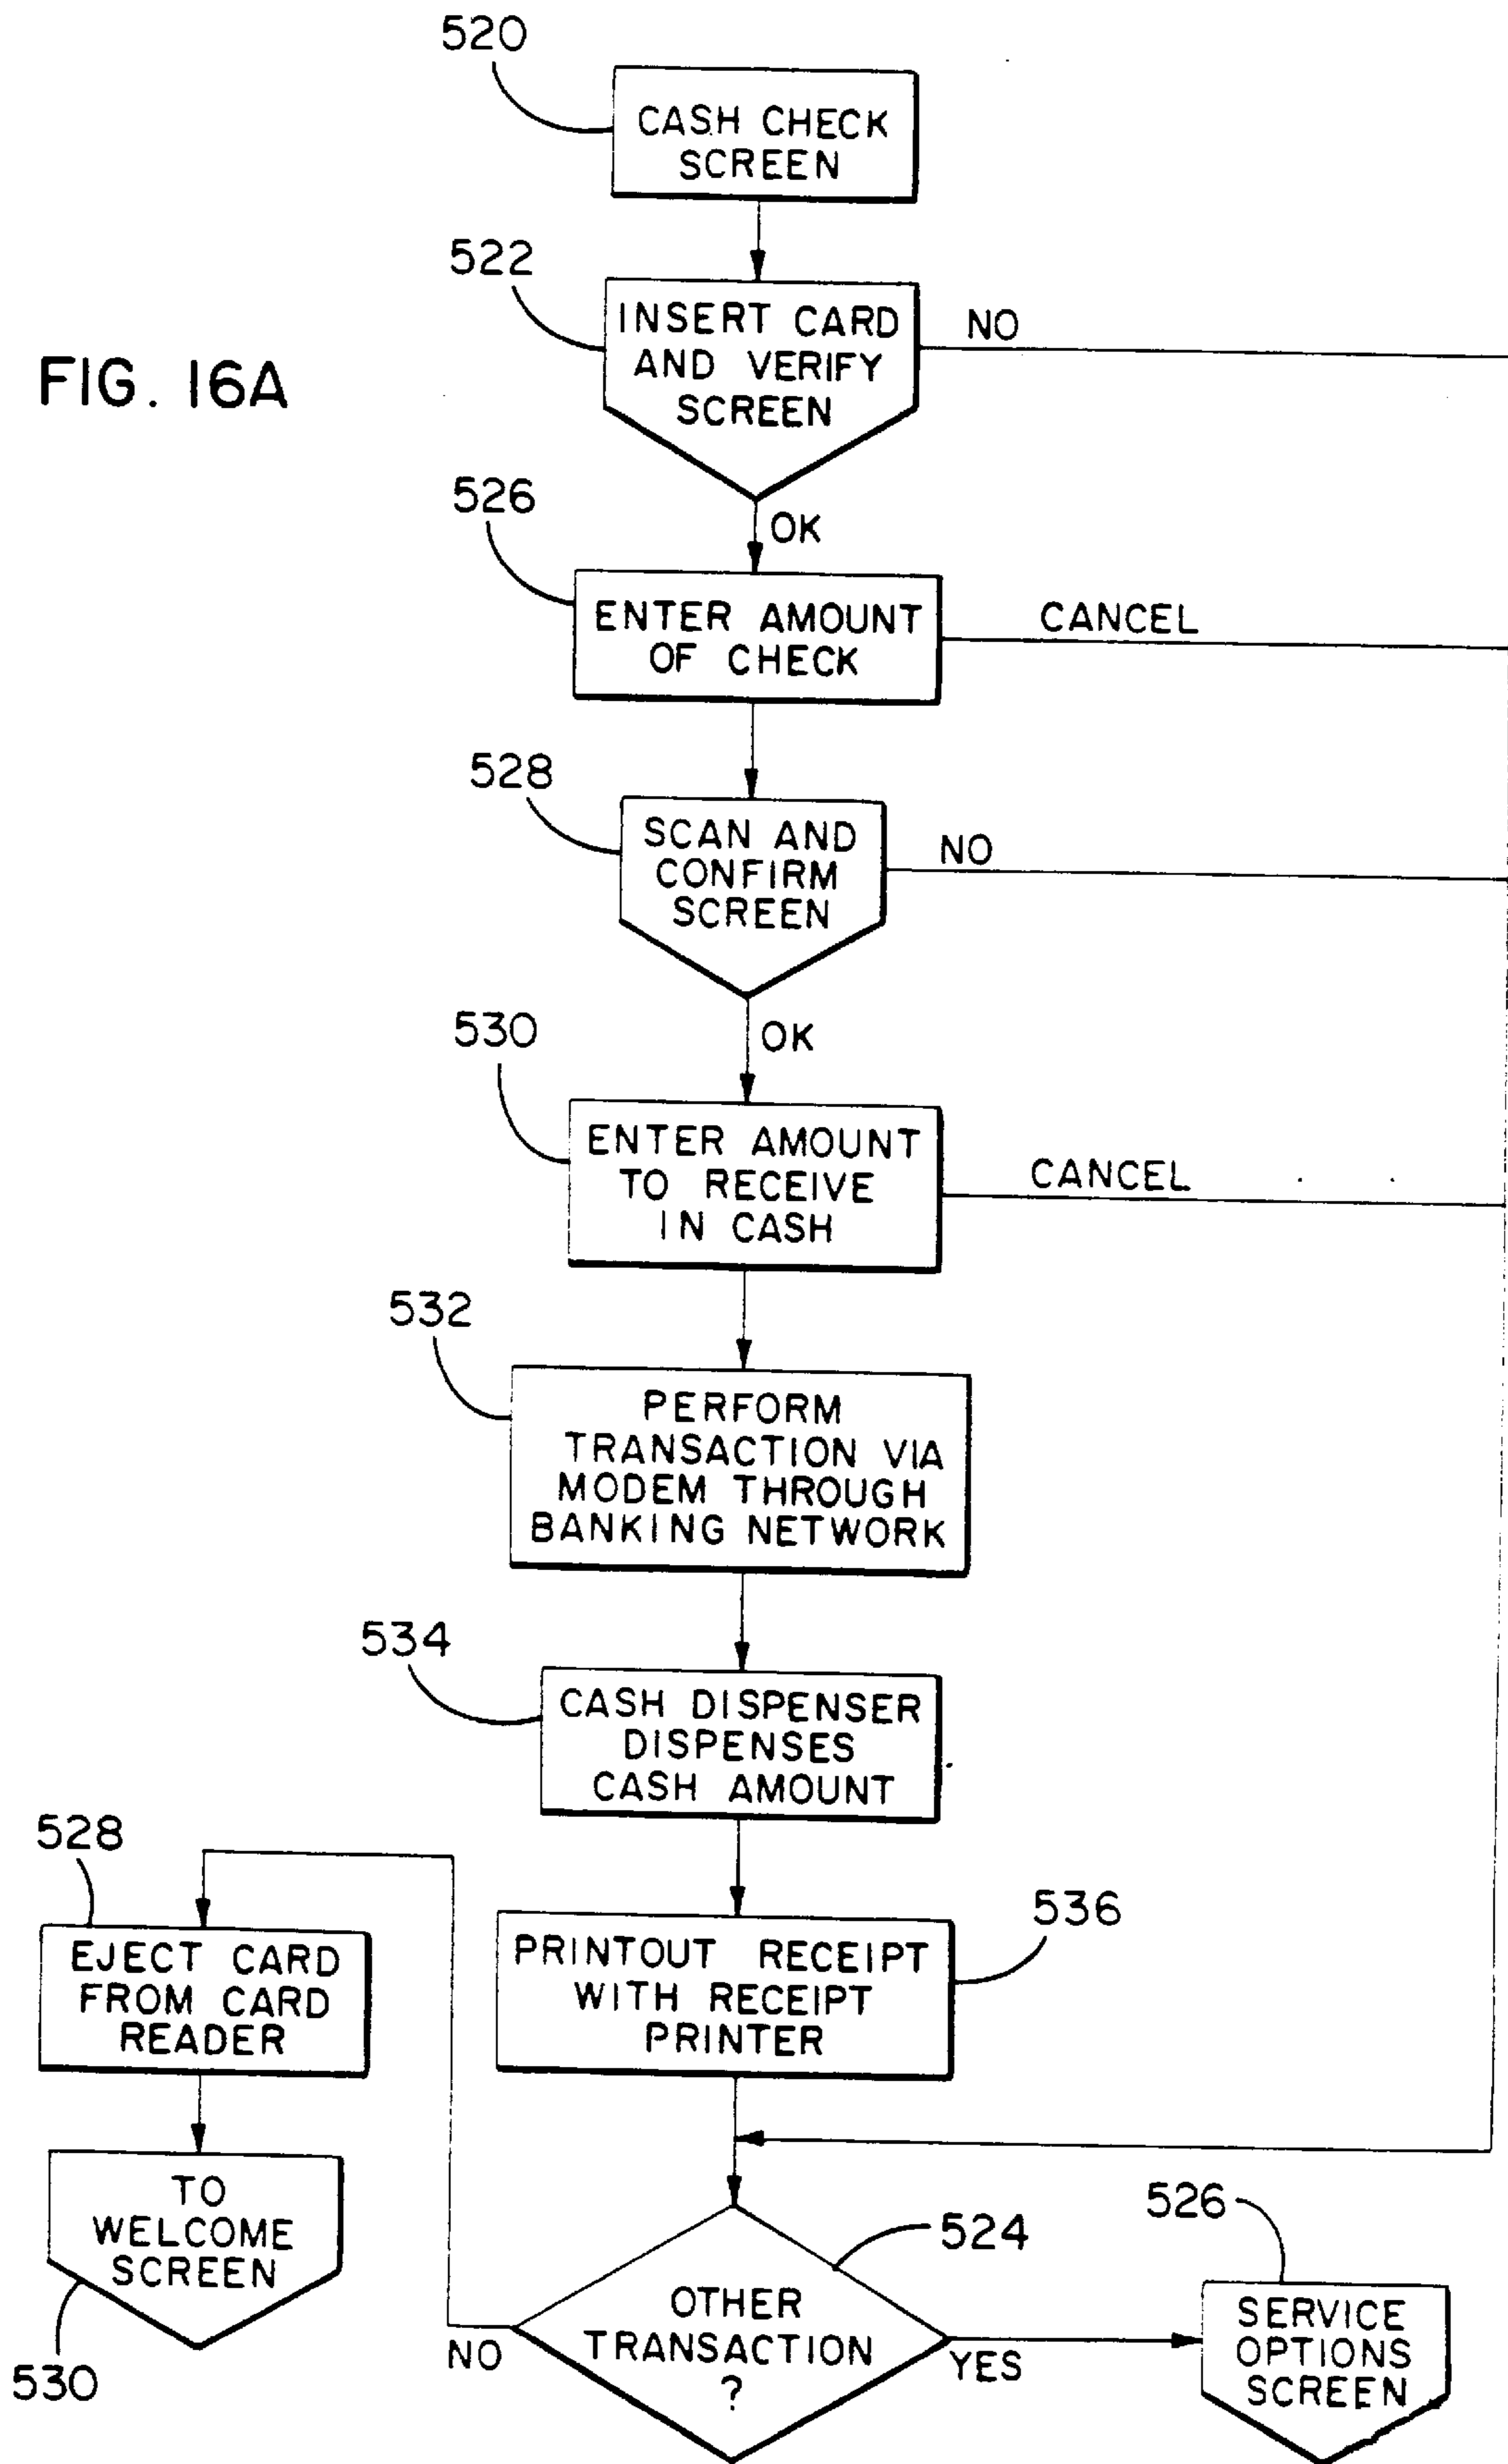 520
CASH CHECK
SCREEN
522
INSERT CARD
AND VERIFY
SCREEN
NO
FIG. 16A
OK
526
ENTER AMOUNT
OF CHECK
CANCEL
528
SCAN AND
CONFIRM
SCREEN
NO
OK
530
ENTER AMOUNT
TO RECEIVE
IN CASH
CANCEL
532
PERFORM
TRANSACTION VIA
MODEM THROUGH
BANKING NETWORK
534
CASH DISPENSER
DISPENSES
CASH AMOUNT
528
EJECT CARD
FROM CARD
READER
536
PRINTOUT RECEIPT
WITH RECEIPT
PRINTER
TO
WELCOME
SCREEN
530
524
OTHER
TRANSACTION
?
NO
YES
526
SERVICE
OPTIONS
SCREEN